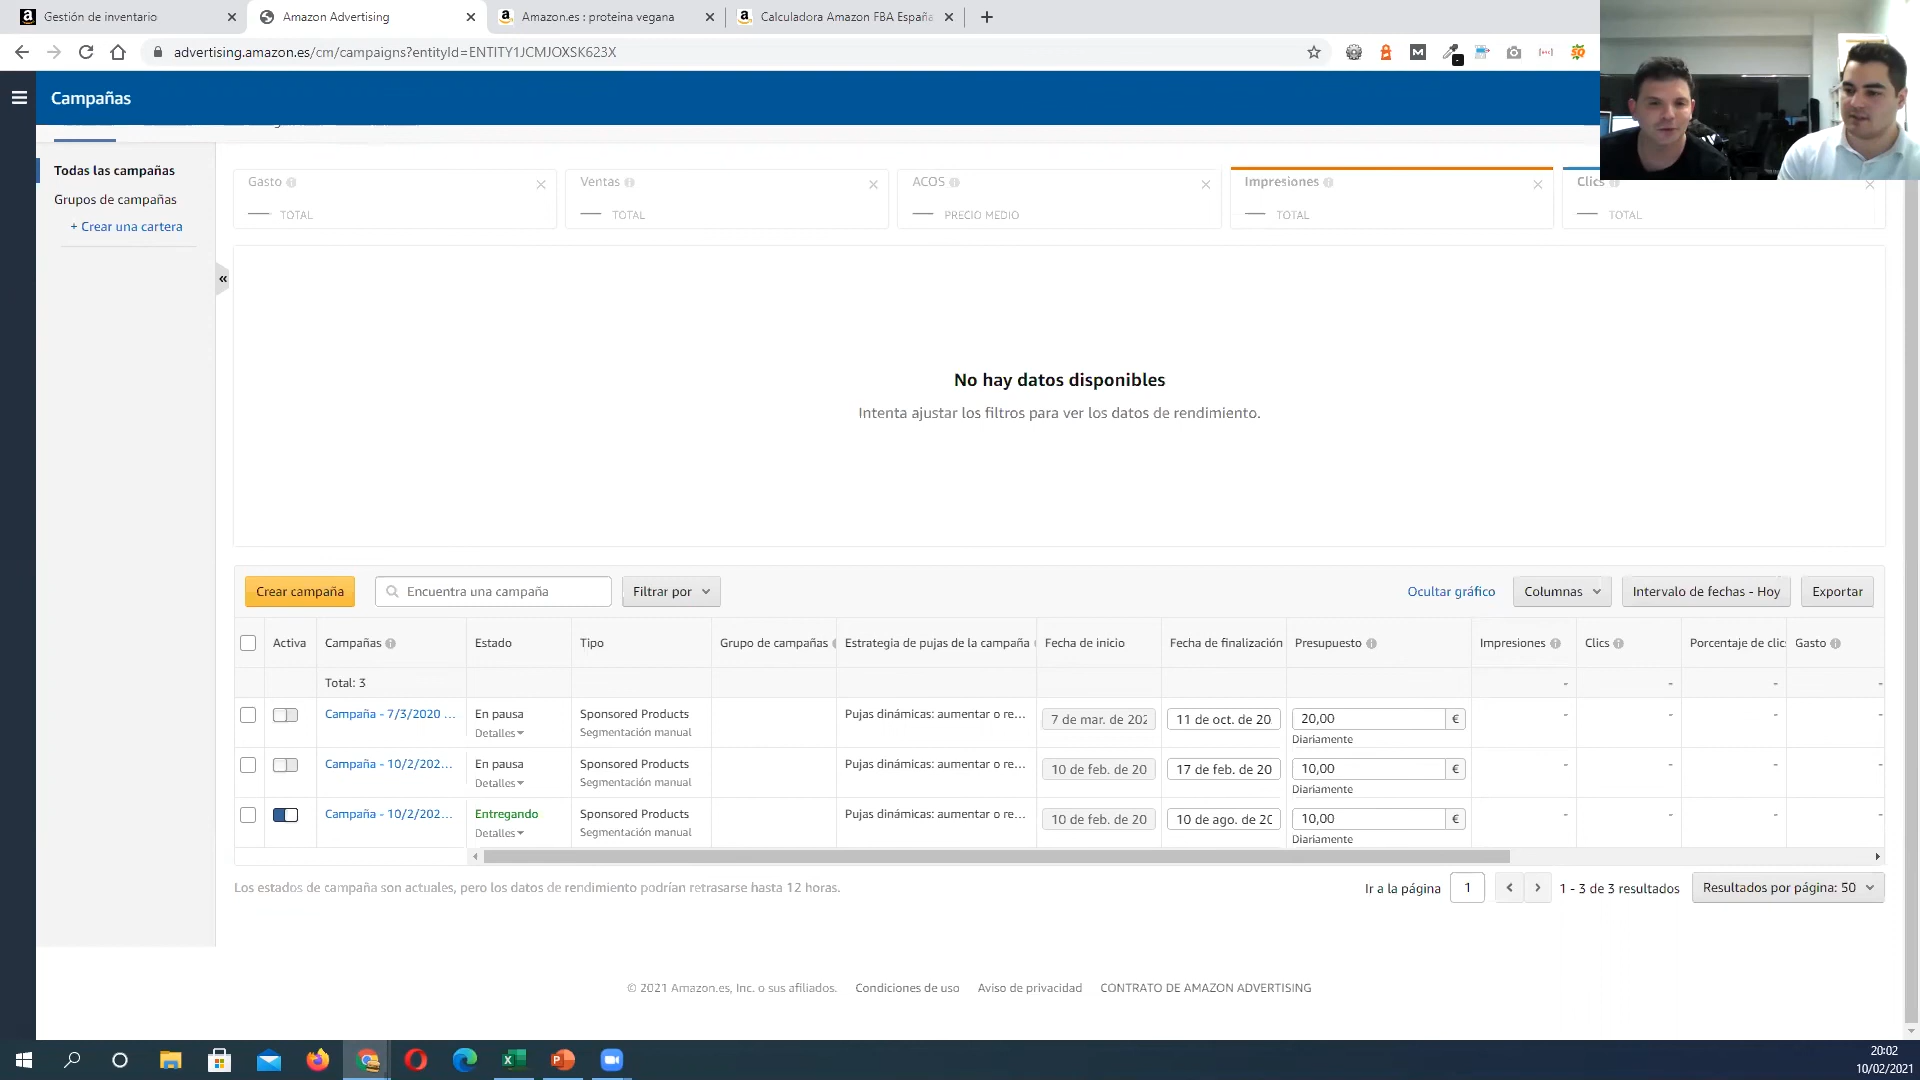 Gestión de inventario
Amazon Advertising
Amazon.es : proteina vegana
Calculadora Amazon FBA España
advertising.amazon.es/cm/campaigns?entityId=ENTITY1JCMJOXSK623X
Campañas
Todas las campañas
Grupos de campañas
+ Crear una cartera
Gasto
TOTAL
Ventas
TOTAL
ACOS
PRECIO MEDIO
Impresiones
TOTAL
Clics
TOTAL
No hay datos disponibles
Intenta ajustar los filtros para ver los datos de rendimiento.
Crear campaña
Encuentra una campaña
Filtrar por
Ocultar gráfico
Columnas
Intervalo de fechas - Hoy
Exportar
Activa
Campañas
Estado
Tipo
Grupo de campañas
Estrategia de pujas de la campaña
Fecha de inicio
Fecha de finalización
Presupuesto
Impresiones
Clics
Porcentaje de clics
Gasto
Total: 3
- - - -
Campaña - 7/3/2020 ...
En pausa
Detalles
Sponsored Products
Segmentación manual
Pujas dinámicas: aumentar o re...
7 de mar. de 202
11 de oct. de 20
20,00 €
Diariamente
- - - -
Campaña - 10/2/202...
En pausa
Detalles
Sponsored Products
Segmentación manual
Pujas dinámicas: aumentar o re...
10 de feb. de 20
17 de feb. de 20
10,00 €
Diariamente
- - - -
Campaña - 10/2/202...
Entregando
Detalles
Sponsored Products
Segmentación manual
Pujas dinámicas: aumentar o re...
10 de feb. de 20
10 de ago. de 20
10,00 €
Diariamente
- - - -
Los estados de campaña son actuales, pero los datos de rendimiento podrían retrasarse hasta 12 horas.
Ir a la página 1
1 - 3 de 3 resultados
Resultados por página: 50
© 2021 Amazon.es, Inc. o sus afiliados.
Condiciones de uso
Aviso de privacidad
CONTRATO DE AMAZON ADVERTISING
20:02
10/02/2021